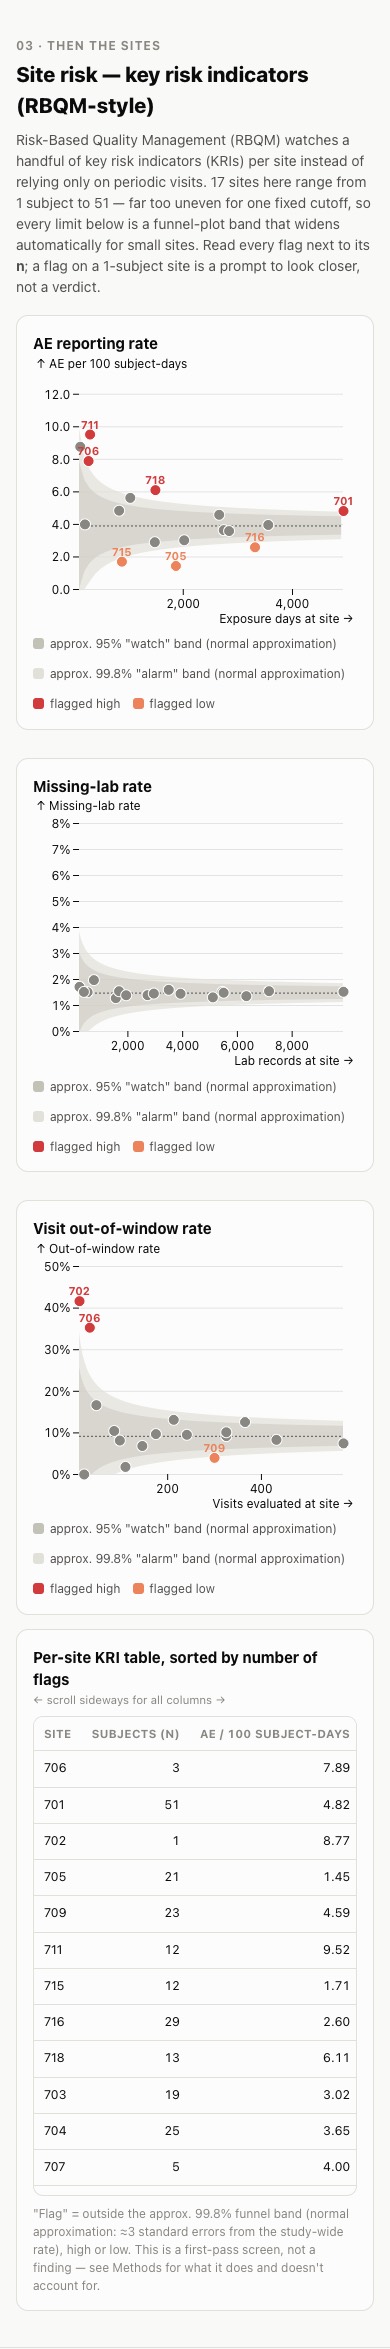 03 · THEN THE SITES
Site risk — key risk indicators
(RBQM-style)
Risk-Based Quality Management (RBQM) watches a
handful of key risk indicators (KRIs) per site instead of
relying only on periodic visits. 17 sites here range from
1 subject to 51 — far too uneven for one fixed cutoff, so
every limit below is a funnel-plot band that widens
automatically for small sites. Read every flag next to its
n; a flag on a 1-subject site is a prompt to look closer,
not a verdict.
AE reporting rate
↑ AE per 100 subject-days
12.0
10.0
711
8.0
706
6.0
718
701
4.0
716
2.0
715
705
0.0
2,000
4,000
Exposure days at site →
approx. 95% "watch" band (normal approximation)
approx. 99.8% "alarm" band (normal approximation)
flagged high
flagged low
Missing-lab rate
↑ Missing-lab rate
8%
7%
6%
5%
4%
3%
2%
1%
0%
2,000
4,000
6,000
8,000
Lab records at site →
approx. 95% "watch" band (normal approximation)
approx. 99.8% "alarm" band (normal approximation)
flagged high
flagged low
Visit out-of-window rate
↑ Out-of-window rate
50%
702
40%
706
30%
20%
10%
709
0%
200
400
Visits evaluated at site →
approx. 95% "watch" band (normal approximation)
approx. 99.8% "alarm" band (normal approximation)
flagged high
flagged low
Per-site KRI table, sorted by number of
flags
← scroll sideways for all columns →
SITE SUBJECTS (N) AE / 100 SUBJECT-DAYS
706 3 7.89
701 51 4.82
702 1 8.77
705 21 1.45
709 23 4.59
711 12 9.52
715 12 1.71
716 29 2.60
718 13 6.11
703 19 3.02
704 25 3.65
707 5 4.00
"Flag" = outside the approx. 99.8% funnel band (normal
approximation: ≈3 standard errors from the study-wide
rate), high or low. This is a first-pass screen, not a
finding — see Methods for what it does and doesn't
account for.